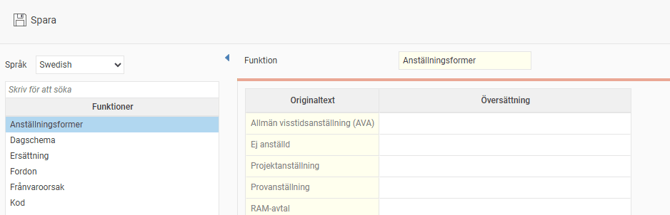 Spara
Språk
Swedish
Funktion
Anställningsformer
Skriv för att söka
Funktioner
Anställningsformer
Dagschema
Ersättning
Fordon
Frånvaroorsak
Kod
Originaltext
Översättning
Allmän visstidsanställning (AVA)
Ej anställd
Projektanställning
Provanställning
RAM-avtal